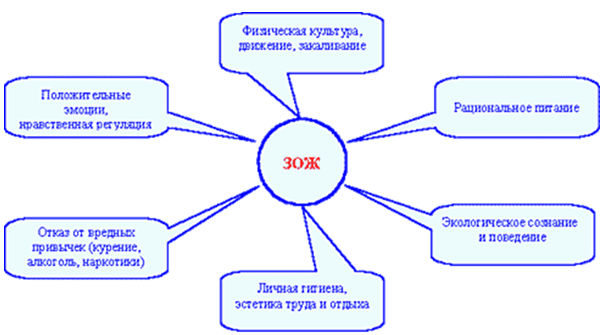 Физическая культура,
движение, закаливание
Положительные
эмоции,
нравственная регуляция
Рациональное питание
ЗОЖ
Отказ от вредных
привычек (курение,
алкоголь, наркотики)
Экологическое сознание
и поведение
Личная гигиена,
эстетика труда и отдыха